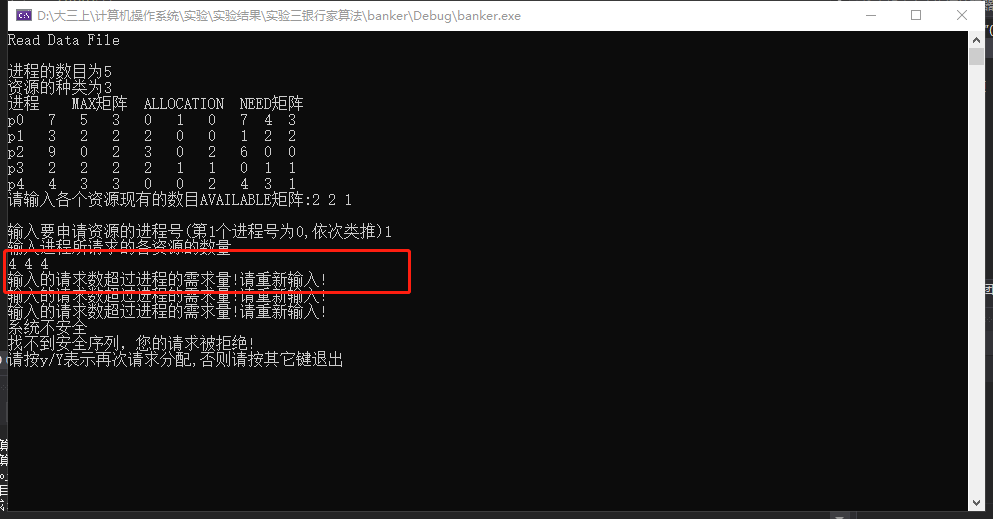 D:\大三上\计算机操作系统\实验\实验结果\实验三银行家算法\banker\Debug\banker.exe
Read Data File
进程的数目为5
资源的种类为3
进程 MAX矩阵 ALLOCATION NEED矩阵
p0 7 5 3 0 1 0 7 4 3
p1 3 2 2 2 0 0 1 2 2
p2 9 0 2 3 0 2 6 0 0
p3 2 2 2 2 1 1 0 1 1
p4 4 3 3 0 0 2 4 3 1
请输入各个资源现有的数目AVAILABLE矩阵:2 2 1
输入要申请资源的进程号(第1个进程号为0,依次类推)1
输入进程所请求的各资源的数量
4 4 4
输入的请求数超过进程的需求量!请重新输入!
输入的请求数超过进程的需求量!请重新输入!
输入的请求数超过进程的需求量!请重新输入!
系统不安全
找不到安全序列, 您的请求被拒绝!
请按y/Y表示再次请求分配,否则请按其它键退出